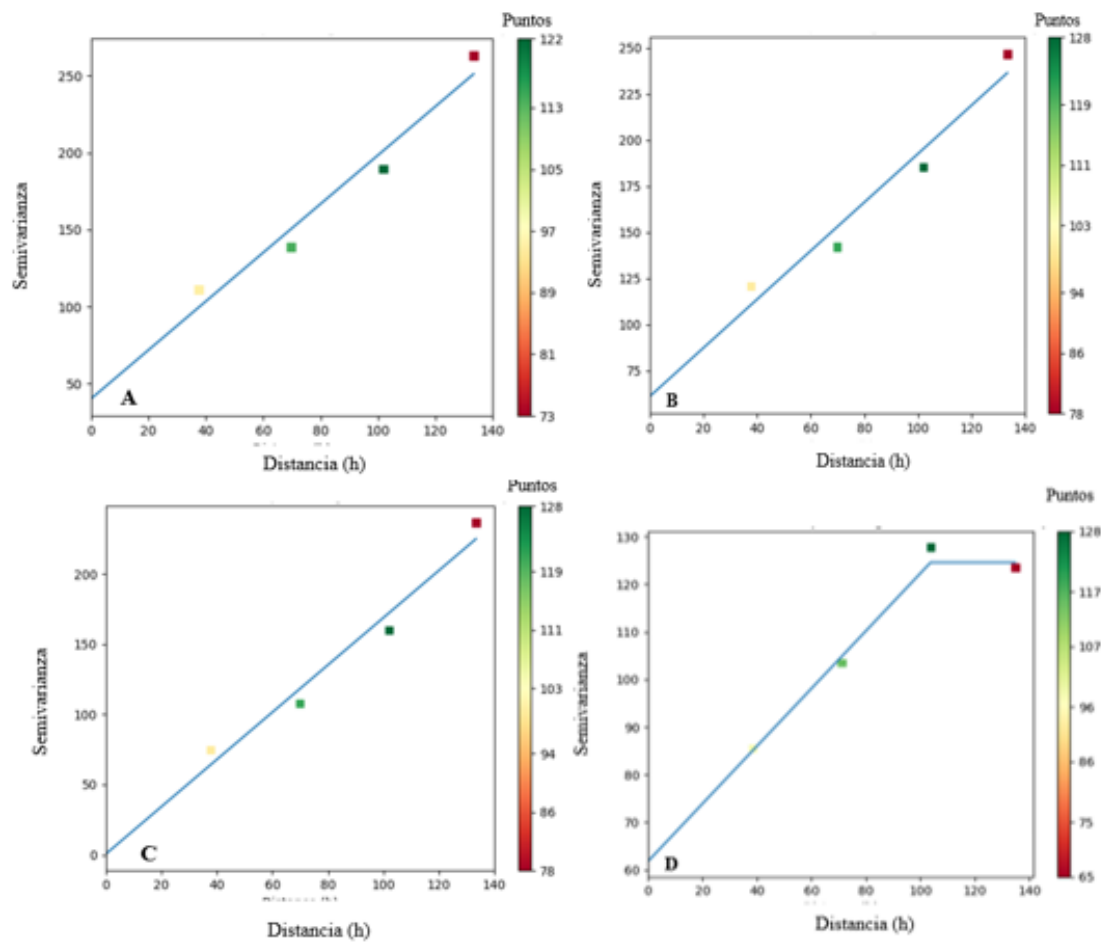 Puntos
122
113
105
97
89
81
73
250
200
150
100
50
Semivarianza
A
0 20 40 60 80 100 120 140
Distancia (h)
Puntos
128
119
111
103
94
86
78
250
225
200
175
150
125
100
75
Semivarianza
B
0 20 40 60 80 100 120 140
Distancia (h)
Puntos
128
119
111
103
94
86
78
200
150
100
50
0
Semivarianza
C
0 20 40 60 80 100 120 140
Distancia (h)
Puntos
128
117
107
96
86
75
65
130
120
110
100
90
80
70
60
Semivarianza
D
0 20 40 60 80 100 120 140
Distancia (h)